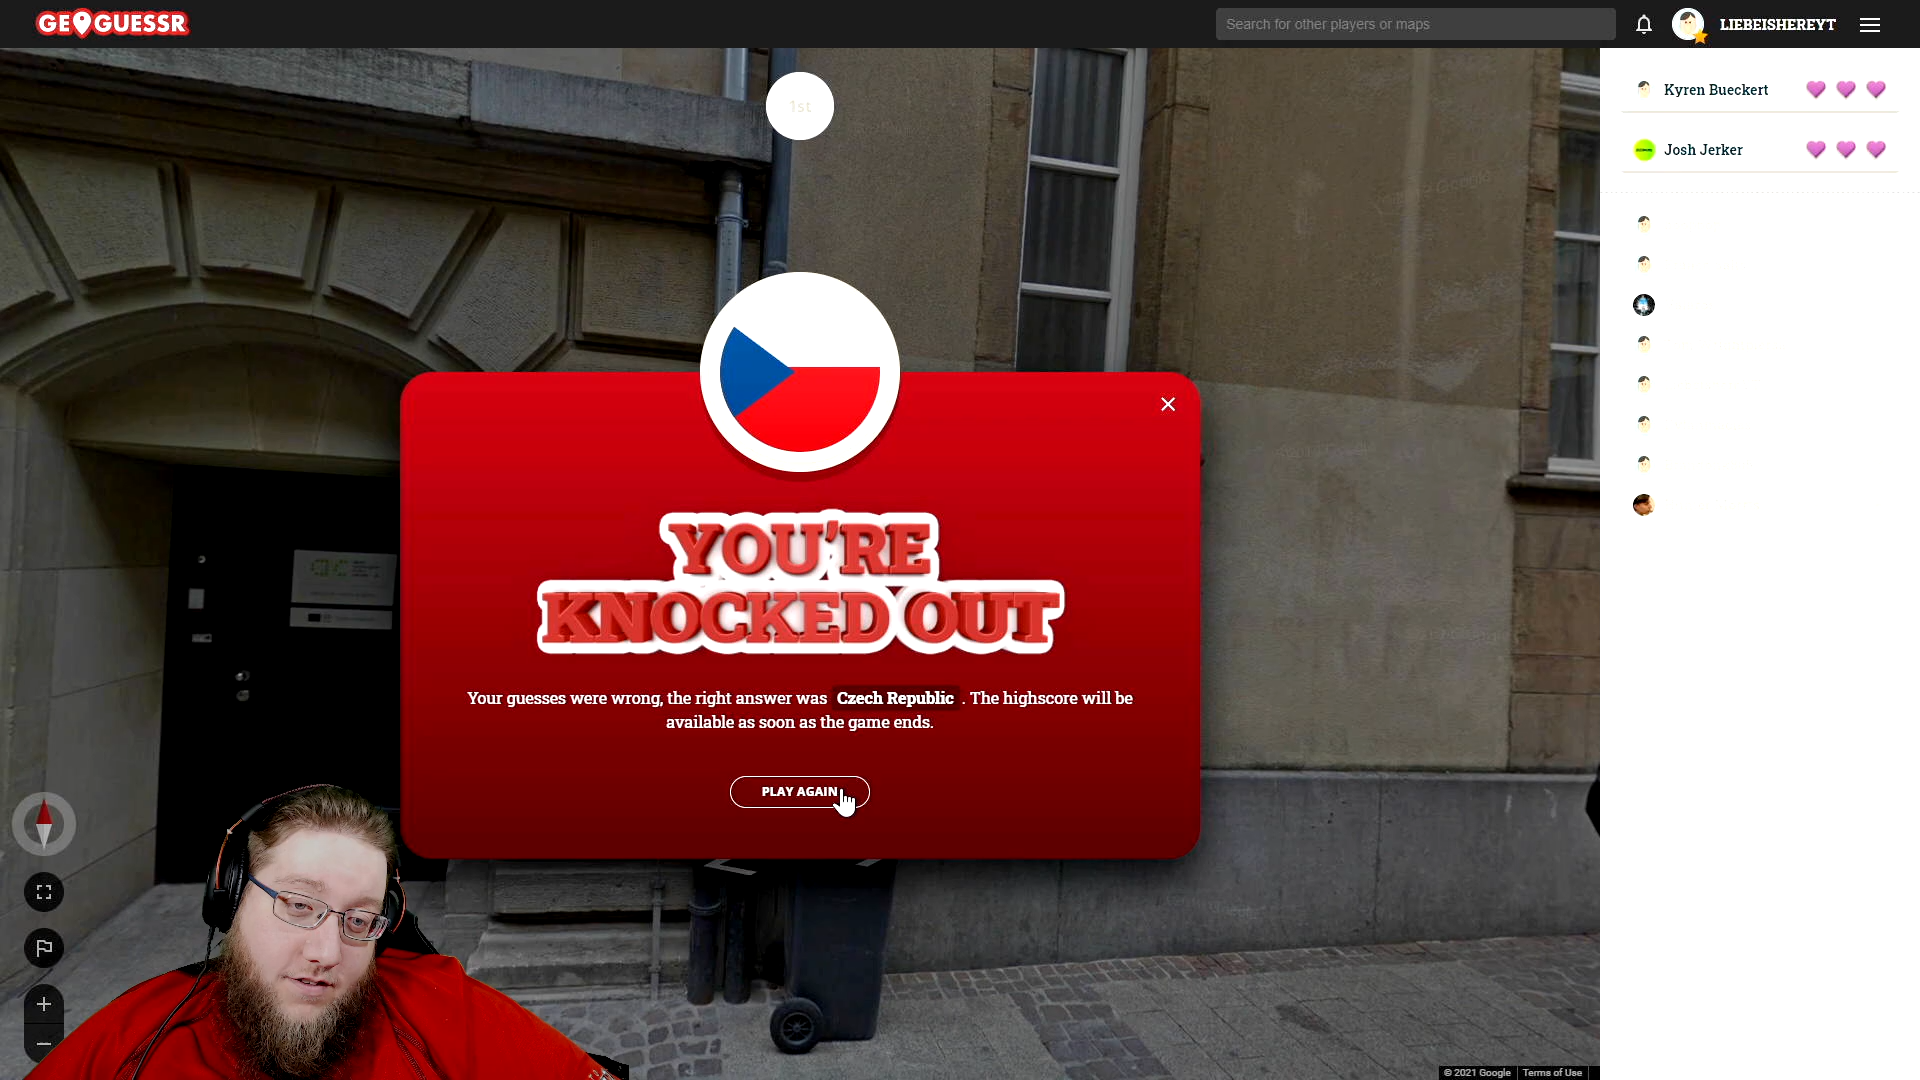 GEOGUESSR
Search for other players or maps
LIEBEISHEREYT
1st
Kyren Bueckert
Josh Jerker
YOU'RE
KNOCKED OUT
Your guesses were wrong, the right answer was Czech Republic . The highscore will be
available as soon as the game ends.
PLAY AGAIN
© 2021 Google
Terms of Use